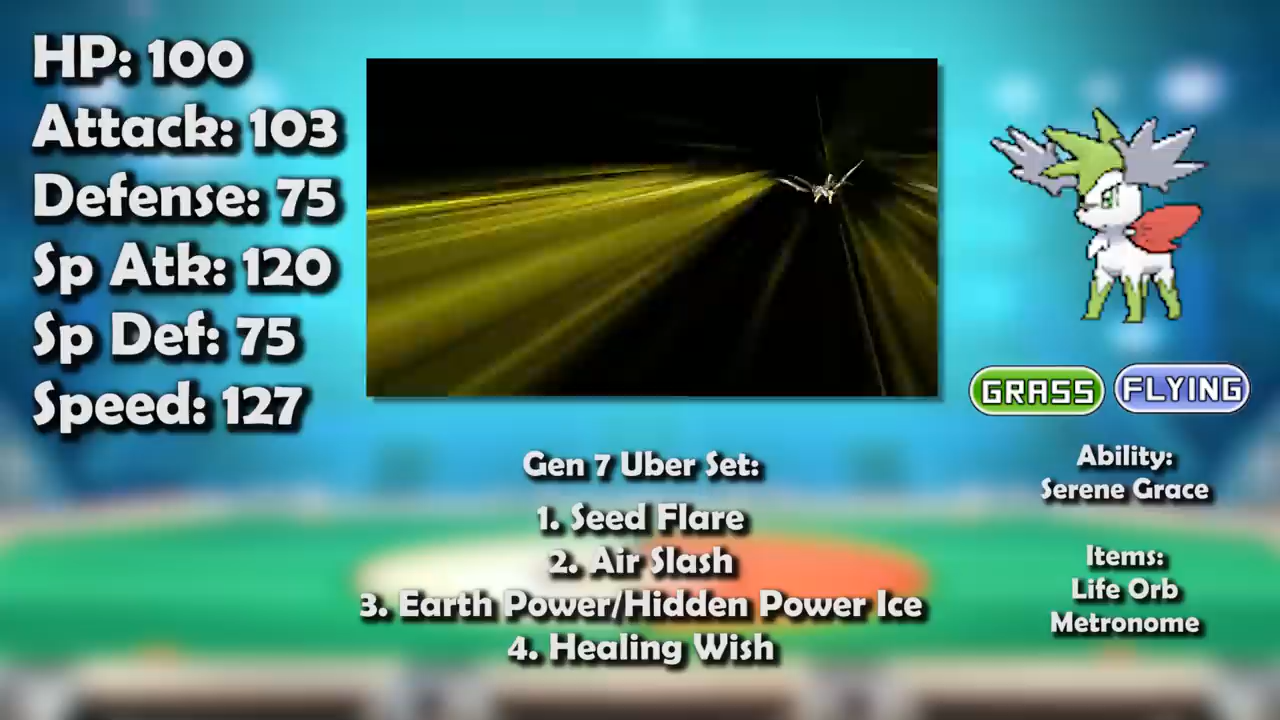 HP: 100
Attack: 103
Defense: 75
Sp Atk: 120
Sp Def: 75
Speed: 127
GRASS FLYING
Gen 7 Uber Set:
1. Seed Flare
2. Air Slash
3. Earth Power/Hidden Power Ice
4. Healing Wish
Ability:
Serene Grace
Items:
Life Orb
Metronome